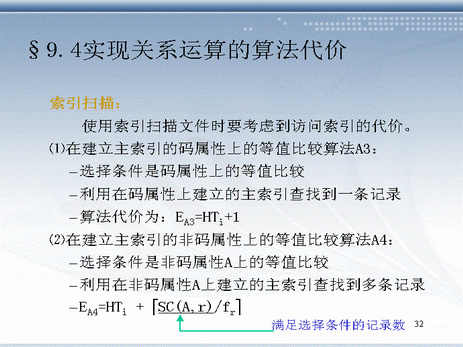 §9.4实现关系运算的算法代价
索引扫描：
使用索引扫描文件时要考虑到访问索引的代价。
⑴在建立主索引的码属性上的等值比较算法A3：
–选择条件是码属性上的等值比较
–利用在码属性上建立的主索引查找到一条记录
–算法代价为：E_A3=HT_i+1
⑵在建立主索引的非码属性上的等值比较算法A4：
–选择条件是非码属性A上的等值比较
–利用在非码属性A上建立的主索引查找到多条记录
–E_A4=HT_i + ⌈SC(A,r)/f_r⌉
满足选择条件的记录数 32